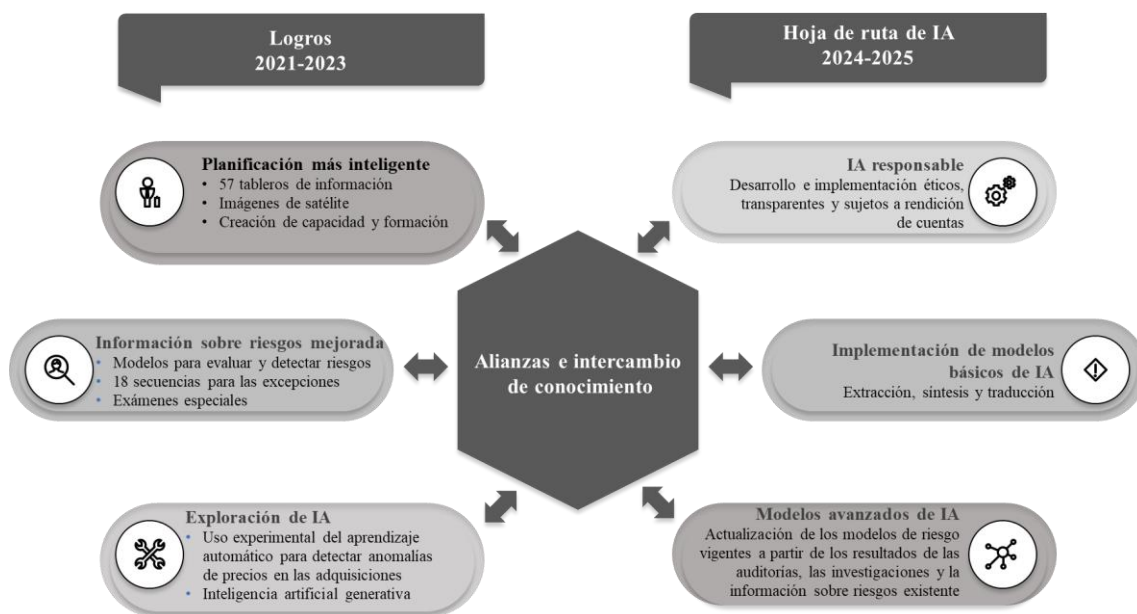 Logros
2021-2023
Hoja de ruta de IA
2024-2025
Planificación más inteligente
• 57 tableros de información
• Imágenes de satélite
• Creación de capacidad y formación
IA responsable
Desarrollo e implementación éticos,
transparentes y sujetos a rendición
de cuentas
Información sobre riesgos mejorada
• Modelos para evaluar y detectar riesgos
• 18 secuencias para las excepciones
• Exámenes especiales
Alianzas e intercambio
de conocimiento
Implementación de modelos
básicos de IA
Extracción, síntesis y traducción
Exploración de IA
• Uso experimental del aprendizaje
automático para detectar anomalías
de precios en las adquisiciones
• Inteligencia artificial generativa
Modelos avanzados de IA
Actualización de los modelos de riesgo
vigentes a partir de los resultados de las
auditorías, las investigaciones y la
información sobre riesgos existente